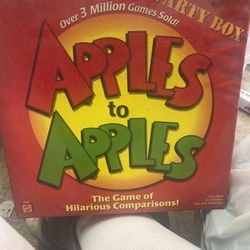 PARTY BOX
Over 3 Million Games Sold!
APPLES
to
APPLES
The Game of
Hilarious Comparisons!